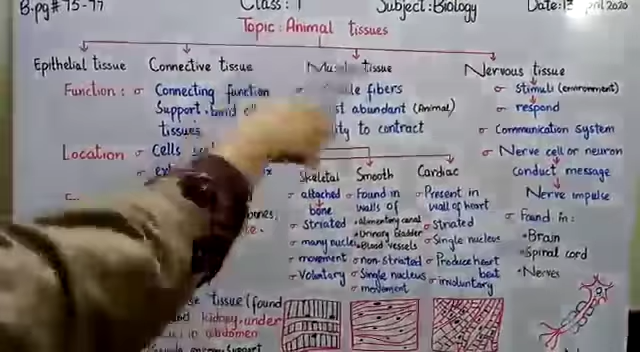 B.pg# 75-77 Class: 1 Subject: Biology Date: 2020
Topic: Animal tissues
Epithelial tissue Connective tissue tissue Nervous tissue
Function: Connecting function fibers stimuli (environment)
Support, abundant (Animal) respond
tissues to contract Communication system
Location: Cells Nerve cell or neuron
conduct message
Nerve impulse
Skeletal Smooth Cardiac
attached Found in Present in
bone walls of wall of heart
Striated Alimentary canal Striated
Urinary Bladder
many nuclei Blood vessels Single nucleus
movement non-striated Produce heart
beat
Voluntary Single nucleus involuntary
movement
Found in:
Brain
Spinal cord
Nerves
bones,
tissue (found
kidney, under
abdomen
support